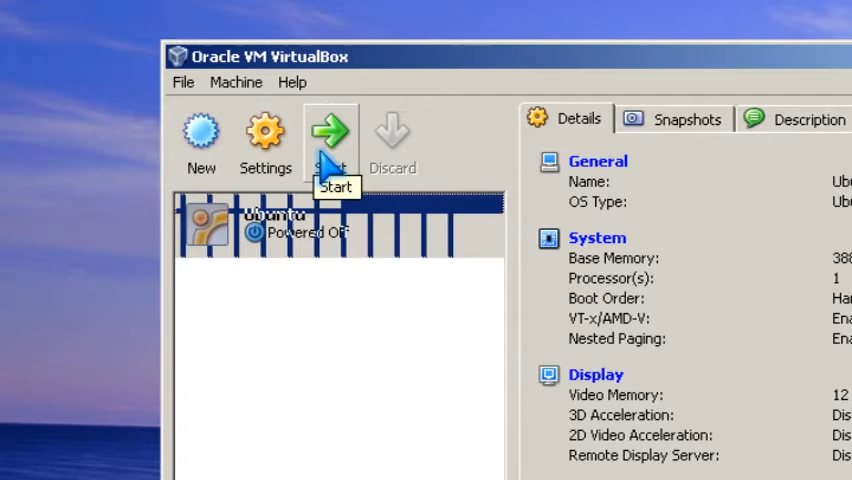 Oracle VM VirtualBox
File Machine Help
New Settings Discard
Start
Ubuntu
Powered Off
Details Snapshots Description
General
Name:
OS Type:
System
Base Memory: 388
Processor(s): 1
Boot Order:
VT-x/AMD-V:
Nested Paging:
Display
Video Memory: 12
3D Acceleration:
2D Video Acceleration:
Remote Display Server: